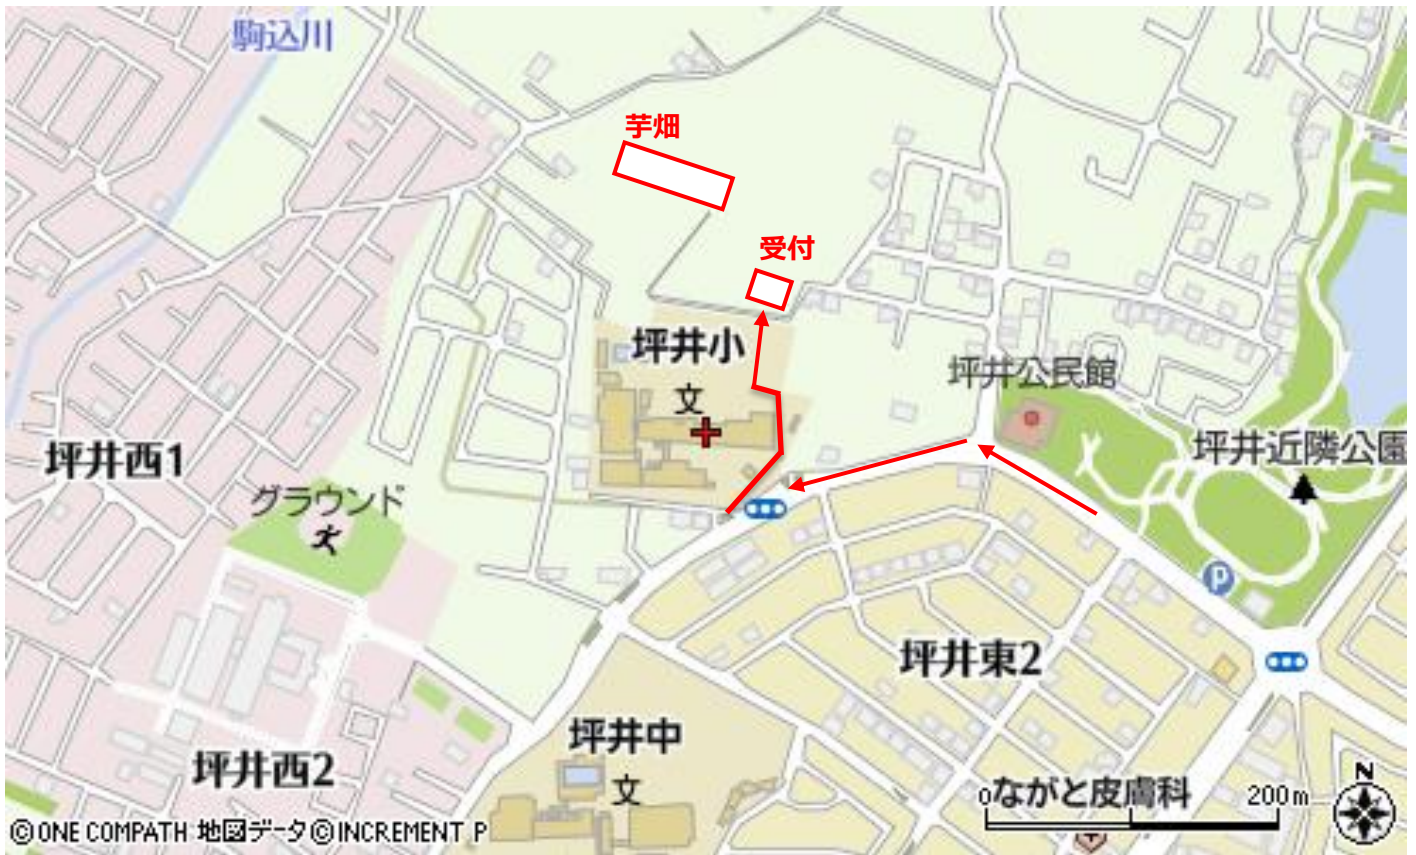 駒込川
芋畑
受付
坪井小
文
坪井公民館
坪井西1
坪井近隣公園
グラウンド
P
坪井東2
坪井中
文
坪井西2
0
ながと皮膚科
200m
N
©ONE COMPATH 地図データ©INCREMENT P